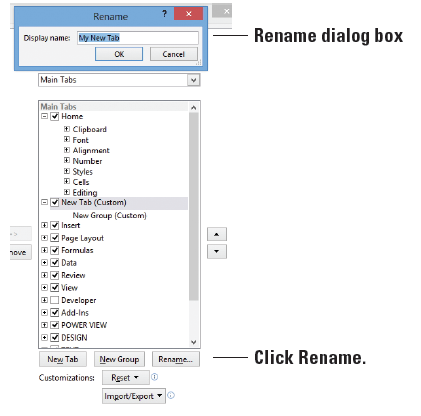 Rename ?
Display name: My New Tab
OK Cancel
Rename dialog box
Main Tabs
Main Tabs
Home
Clipboard
Font
Alignment
Number
Styles
Cells
Editing
New Tab (Custom)
New Group (Custom)
Insert
Page Layout
Formulas
Data
Review
View
Developer
Add-Ins
POWER VIEW
DESIGN
New Tab New Group Rename...
Click Rename.
Customizations: Reset
Import/Export